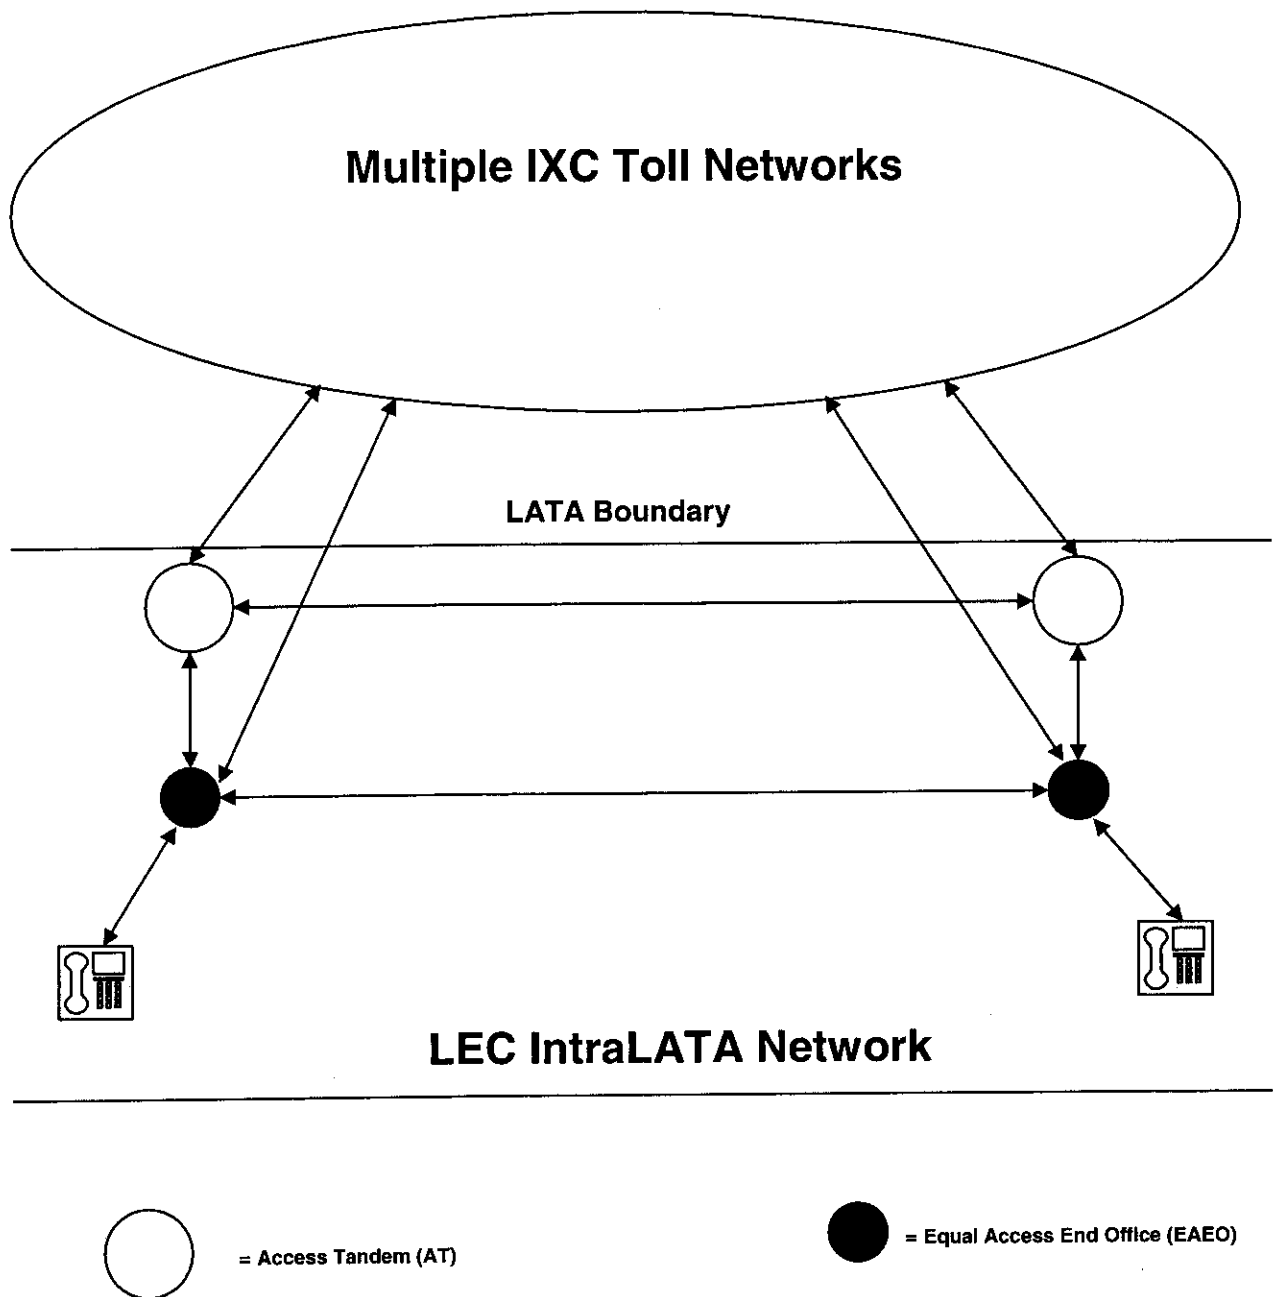 Multiple IXC Toll Networks
LATA Boundary
LEC IntraLATA Network
= Access Tandem (AT)
= Equal Access End Office (EAEO)